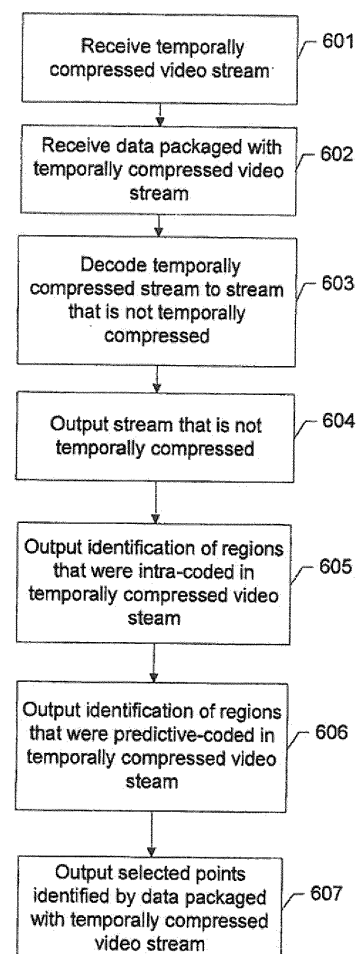 Receive temporally
compressed video stream
601
Receive data packaged with
temporally compressed video
stream
602
Decode temporally
compressed stream to stream
that is not temporally
compressed
603
Output stream that is not
temporally compressed
604
Output identification of regions
that were intra-coded in
temporally compressed video
steam
605
Output identification of regions
that were predictive-coded in
temporally compressed video
steam
606
Output selected points
identified by data packaged
with temporally compressed
video stream
607